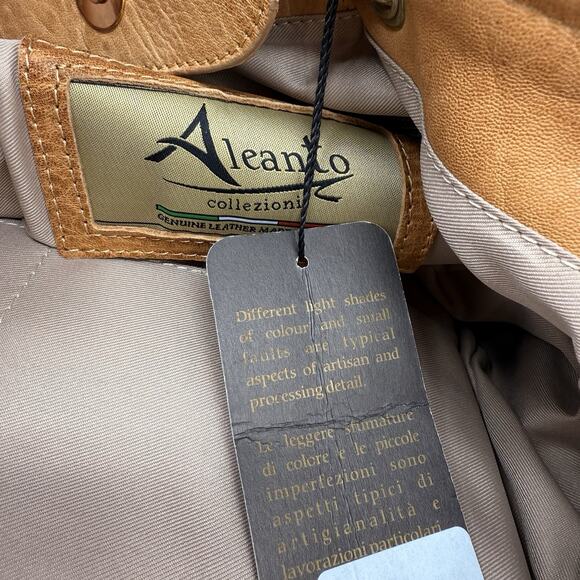 Aleanto
collezioni
GENUINE LEATHER MADE
Different light shades
of colour and small
faults are typical
aspects of artisan and
processing detail.
Le leggere sfumature
di colore e le piccole
imperfezioni sono
aspetti tipici di
artigianalità e
lavorazioni particolari